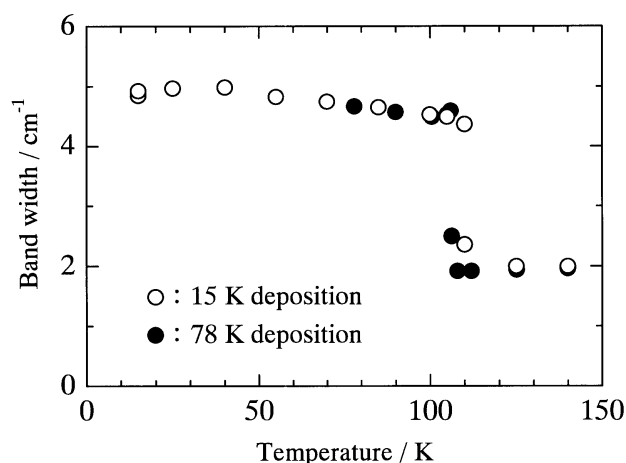 6
4
2
0
Band width / cm⁻¹
○ : 15 K deposition
● : 78 K deposition
0 50 100 150
Temperature / K